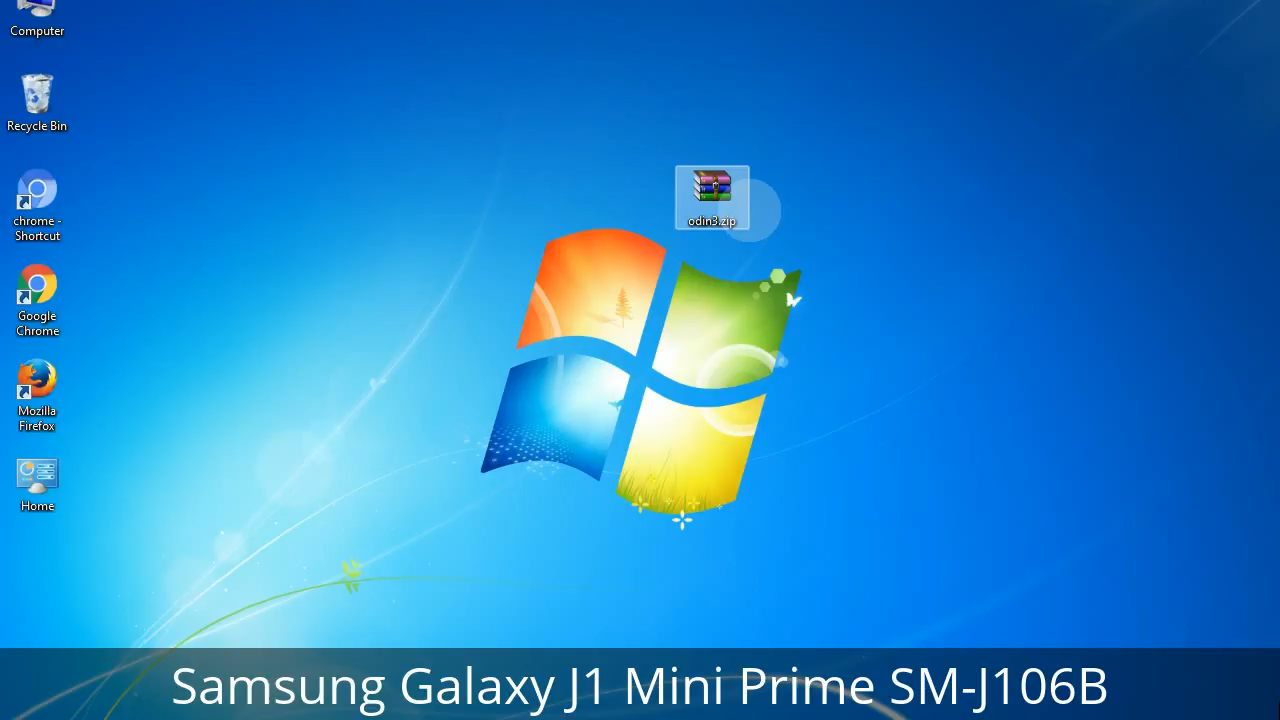 Computer
Recycle Bin
chrome -
Shortcut
Google
Chrome
Mozilla
Firefox
Home
odin3.zip
Samsung Galaxy J1 Mini Prime SM-J106B